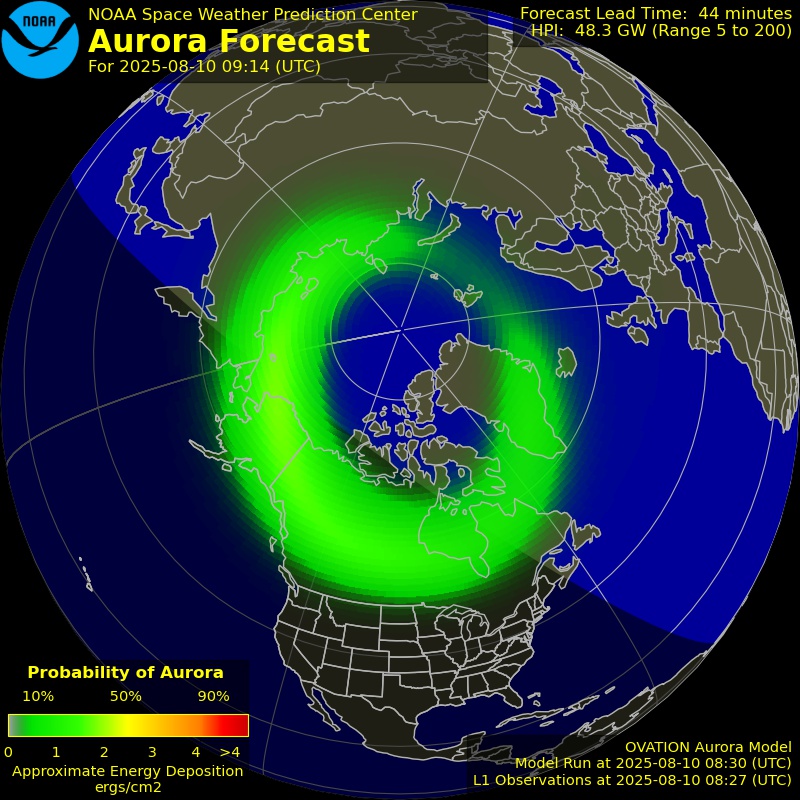 NOAA
NOAA Space Weather Prediction Center
Aurora Forecast
For 2025-08-10 09:14 (UTC)
Forecast Lead Time: 44 minutes
HPI: 48.3 GW (Range 5 to 200)
Probability of Aurora
10% 50% 90%
0 1 2 3 4 >4
Approximate Energy Deposition
ergs/cm2
OVATION Aurora Model
Model Run at 2025-08-10 08:30 (UTC)
L1 Observations at 2025-08-10 08:27 (UTC)